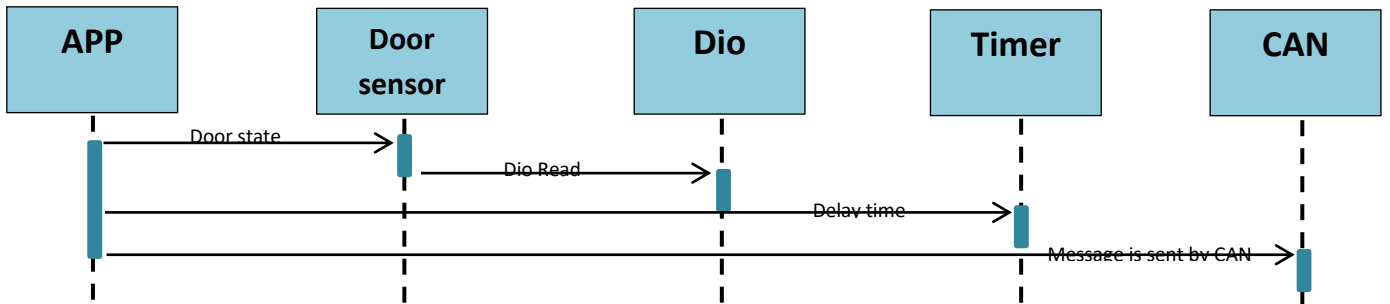 APP
Door
sensor
Dio
Timer
CAN
Door state
Dio Read
Delay time
Message is sent by CAN